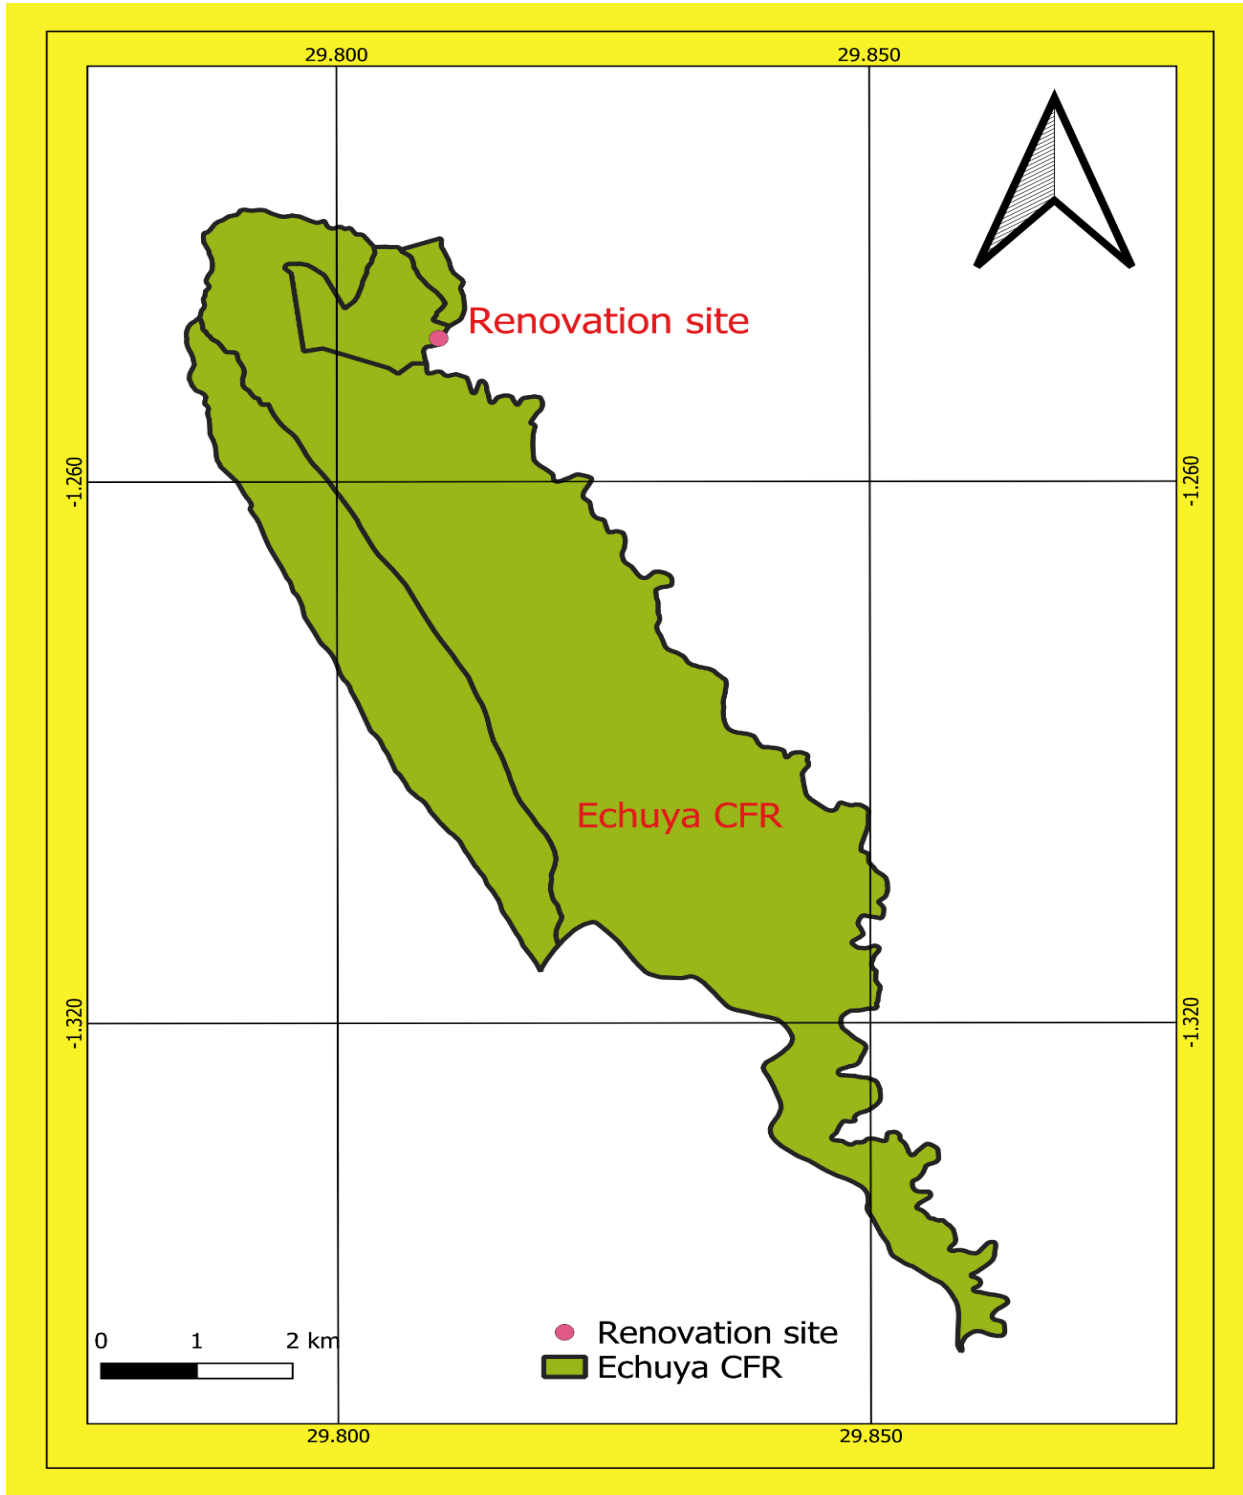 29.800 29.850
Renovation site
-1.260 -1.260
Echuya CFR
-1.320 -1.320
0 1 2 km
Renovation site
Echuya CFR
29.800 29.850